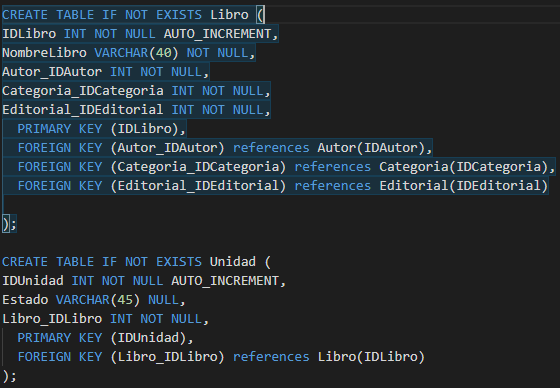 CREATE TABLE IF NOT EXISTS Libro (
IDLibro INT NOT NULL AUTO_INCREMENT,
NombreLibro VARCHAR(40) NOT NULL,
Autor_IDAutor INT NOT NULL,
Categoria_IDCategoria INT NOT NULL,
Editorial_IDEditorial INT NOT NULL,
PRIMARY KEY (IDLibro),
FOREIGN KEY (Autor_IDAutor) references Autor(IDAutor),
FOREIGN KEY (Categoria_IDCategoria) references Categoria(IDCategoria),
FOREIGN KEY (Editorial_IDEditorial) references Editorial(IDEditorial)
);
CREATE TABLE IF NOT EXISTS Unidad (
IDUnidad INT NOT NULL AUTO_INCREMENT,
Estado VARCHAR(45) NULL,
Libro_IDLibro INT NOT NULL,
PRIMARY KEY (IDUnidad),
FOREIGN KEY (Libro_IDLibro) references Libro(IDLibro)
);